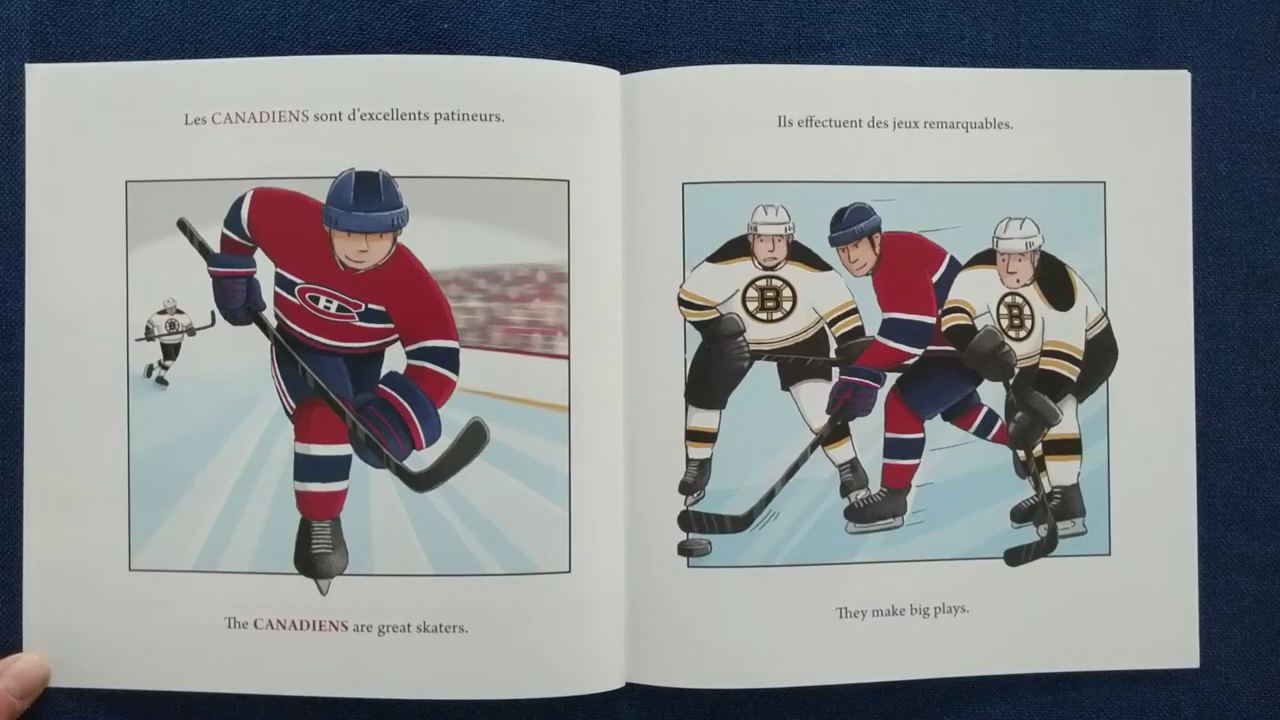 Les CANADIENS sont d'excellents patineurs.
The CANADIENS are great skaters.
Ils effectuent des jeux remarquables.
B
B
They make big plays.